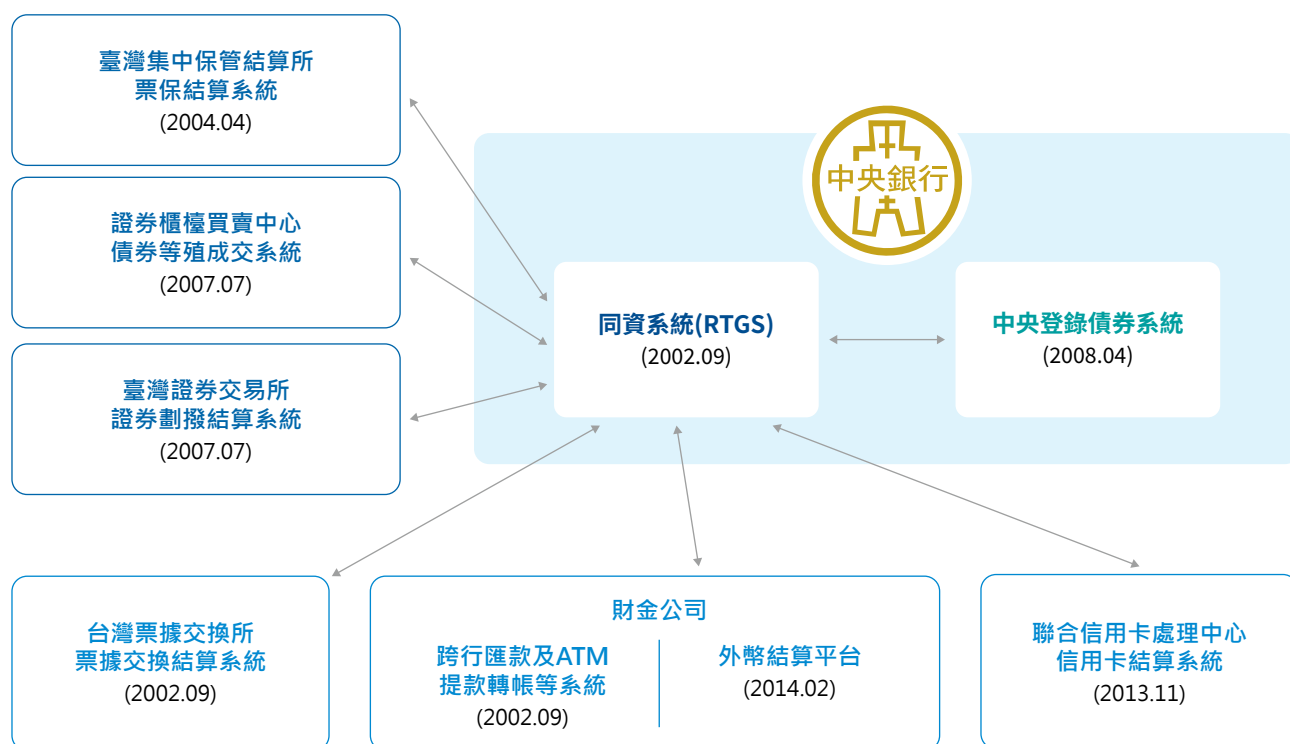 臺灣集中保管結算所
票保結算系統
(2004.04)
證券櫃檯買賣中心
債券等殖成交系統
(2007.07)
臺灣證券交易所
證券劃撥結算系統
(2007.07)
中央銀行
同資系統(RTGS)
(2002.09)
中央登錄債券系統
(2008.04)
台灣票據交換所
票據交換結算系統
(2002.09)
財金公司
跨行匯款及ATM
提款轉帳等系統
(2002.09)
外幣結算平台
(2014.02)
聯合信用卡處理中心
信用卡結算系統
(2013.11)